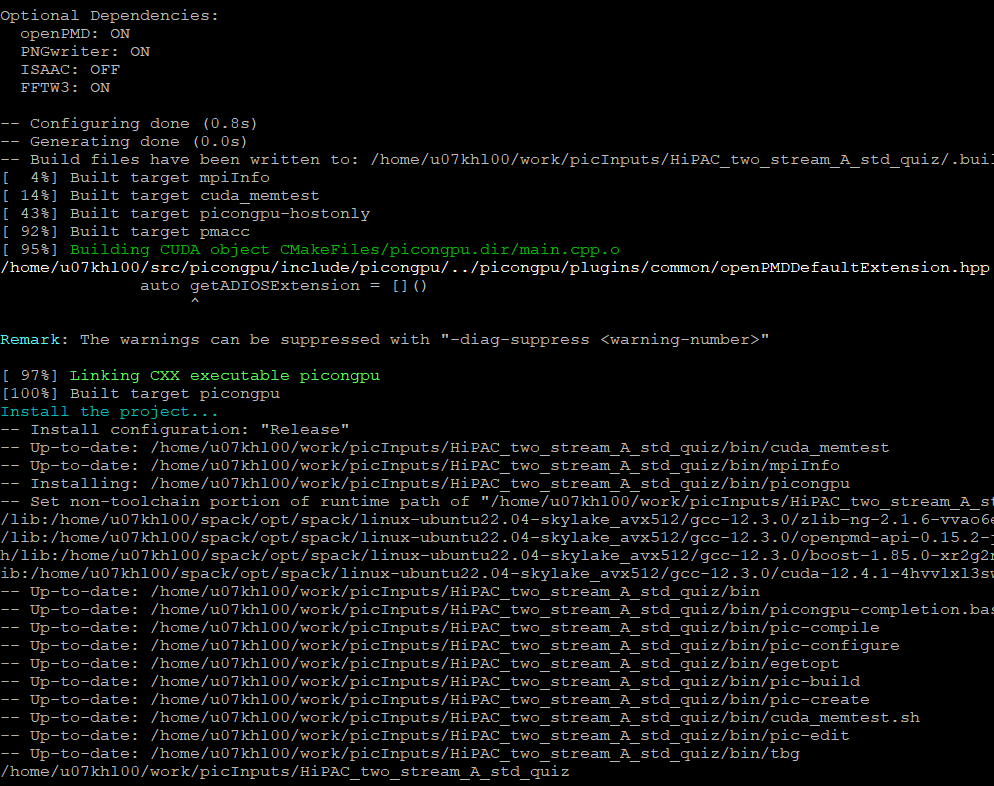 Optional Dependencies:
  openPMD: ON
  PNGwriter: ON
  ISAAC: OFF
  FFTW3: ON

-- Configuring done (0.8s)
-- Generating done (0.0s)
-- Build files have been written to: /home/u07khl00/work/picInputs/HiPAC_two_stream_A_std_quiz/.buil
[  4%] Built target mpiInfo
[ 14%] Built target cuda_memtest
[ 43%] Built target picongpu-hostonly
[ 92%] Built target pmacc
[ 95%] Building CUDA object CMakeFiles/picongpu.dir/main.cpp.o
/home/u07khl00/src/picongpu/include/picongpu/../picongpu/plugins/common/openPMDDefaultExtension.hpp
              auto getADIOSExtension = []()
                   ^

Remark: The warnings can be suppressed with "-diag-suppress <warning-number>"

[ 97%] Linking CXX executable picongpu
[100%] Built target picongpu
Install the project...
-- Install configuration: "Release"
-- Up-to-date: /home/u07khl00/work/picInputs/HiPAC_two_stream_A_std_quiz/bin/cuda_memtest
-- Up-to-date: /home/u07khl00/work/picInputs/HiPAC_two_stream_A_std_quiz/bin/mpiInfo
-- Installing: /home/u07khl00/work/picInputs/HiPAC_two_stream_A_std_quiz/bin/picongpu
-- Set non-toolchain portion of runtime path of "/home/u07khl00/work/picInputs/HiPAC_two_stream_A_st
/lib:/home/u07khl00/spack/opt/spack/linux-ubuntu22.04-skylake_avx512/gcc-12.3.0/zlib-ng-2.1.6-vvao6e
/lib:/home/u07khl00/spack/opt/spack/linux-ubuntu22.04-skylake_avx512/gcc-12.3.0/openpmd-api-0.15.2-j
h/lib:/home/u07khl00/spack/opt/spack/linux-ubuntu22.04-skylake_avx512/gcc-12.3.0/boost-1.85.0-xr2g2n
ib:/home/u07khl00/spack/opt/spack/linux-ubuntu22.04-skylake_avx512/gcc-12.3.0/cuda-12.4.1-4hvvlxl3sw
-- Up-to-date: /home/u07khl00/work/picInputs/HiPAC_two_stream_A_std_quiz/bin
-- Up-to-date: /home/u07khl00/work/picInputs/HiPAC_two_stream_A_std_quiz/bin/picongpu-completion.bas
-- Up-to-date: /home/u07khl00/work/picInputs/HiPAC_two_stream_A_std_quiz/bin/pic-compile
-- Up-to-date: /home/u07khl00/work/picInputs/HiPAC_two_stream_A_std_quiz/bin/pic-configure
-- Up-to-date: /home/u07khl00/work/picInputs/HiPAC_two_stream_A_std_quiz/bin/egetopt
-- Up-to-date: /home/u07khl00/work/picInputs/HiPAC_two_stream_A_std_quiz/bin/pic-build
-- Up-to-date: /home/u07khl00/work/picInputs/HiPAC_two_stream_A_std_quiz/bin/pic-create
-- Up-to-date: /home/u07khl00/work/picInputs/HiPAC_two_stream_A_std_quiz/bin/cuda_memtest.sh
-- Up-to-date: /home/u07khl00/work/picInputs/HiPAC_two_stream_A_std_quiz/bin/pic-edit
-- Up-to-date: /home/u07khl00/work/picInputs/HiPAC_two_stream_A_std_quiz/bin/tbg
/home/u07khl00/work/picInputs/HiPAC_two_stream_A_std_quiz